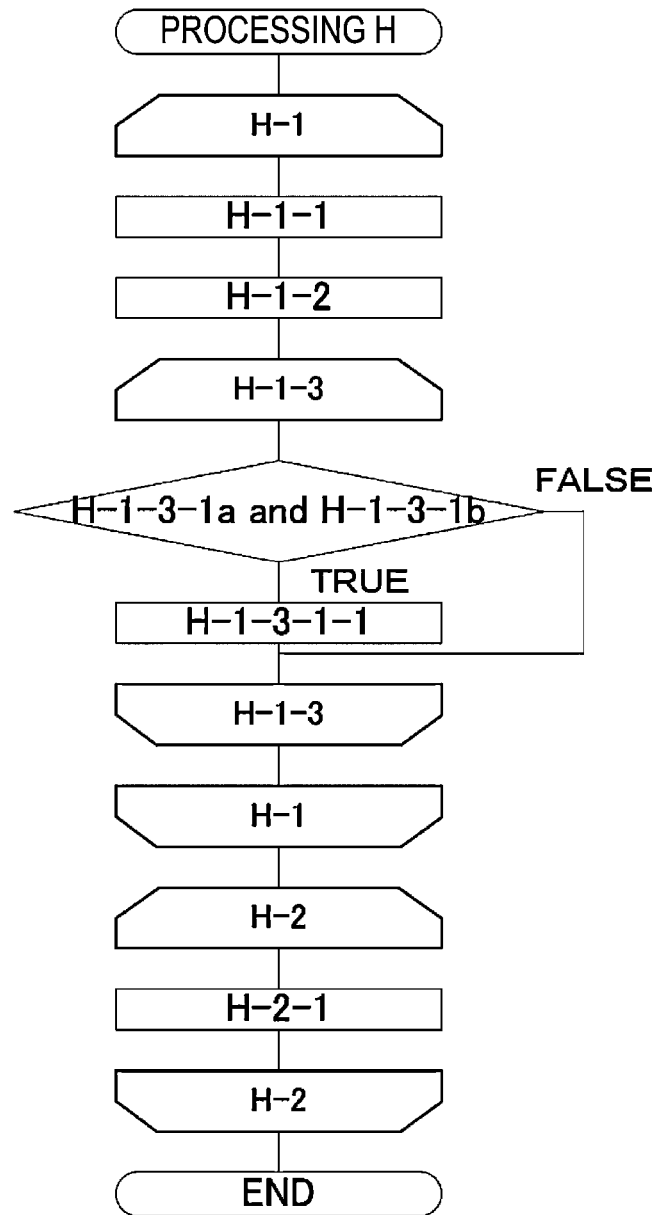 PROCESSING H
H-1
H-1-1
H-1-2
H-1-3
H-1-3-1a and H-1-3-1b
FALSE
TRUE
H-1-3-1-1
H-1-3
H-1
H-2
H-2-1
H-2
END